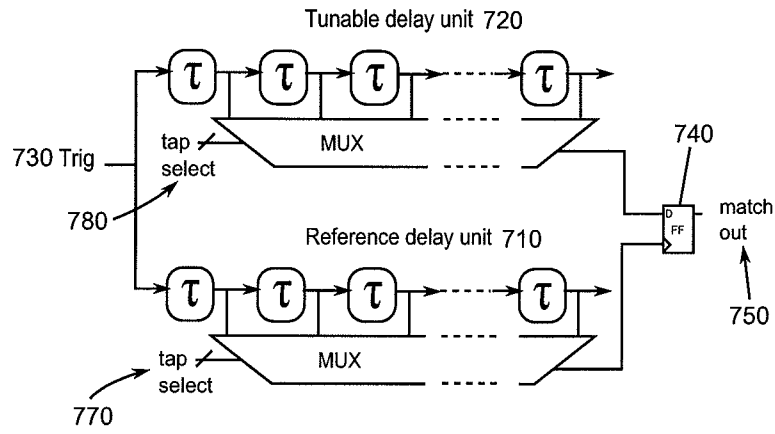 Tunable delay unit 720
τ τ τ τ
730 Trig
tap
select
MUX
740
780
D
FF
match
out
Reference delay unit 710
750
τ τ τ τ
tap
select
MUX
770